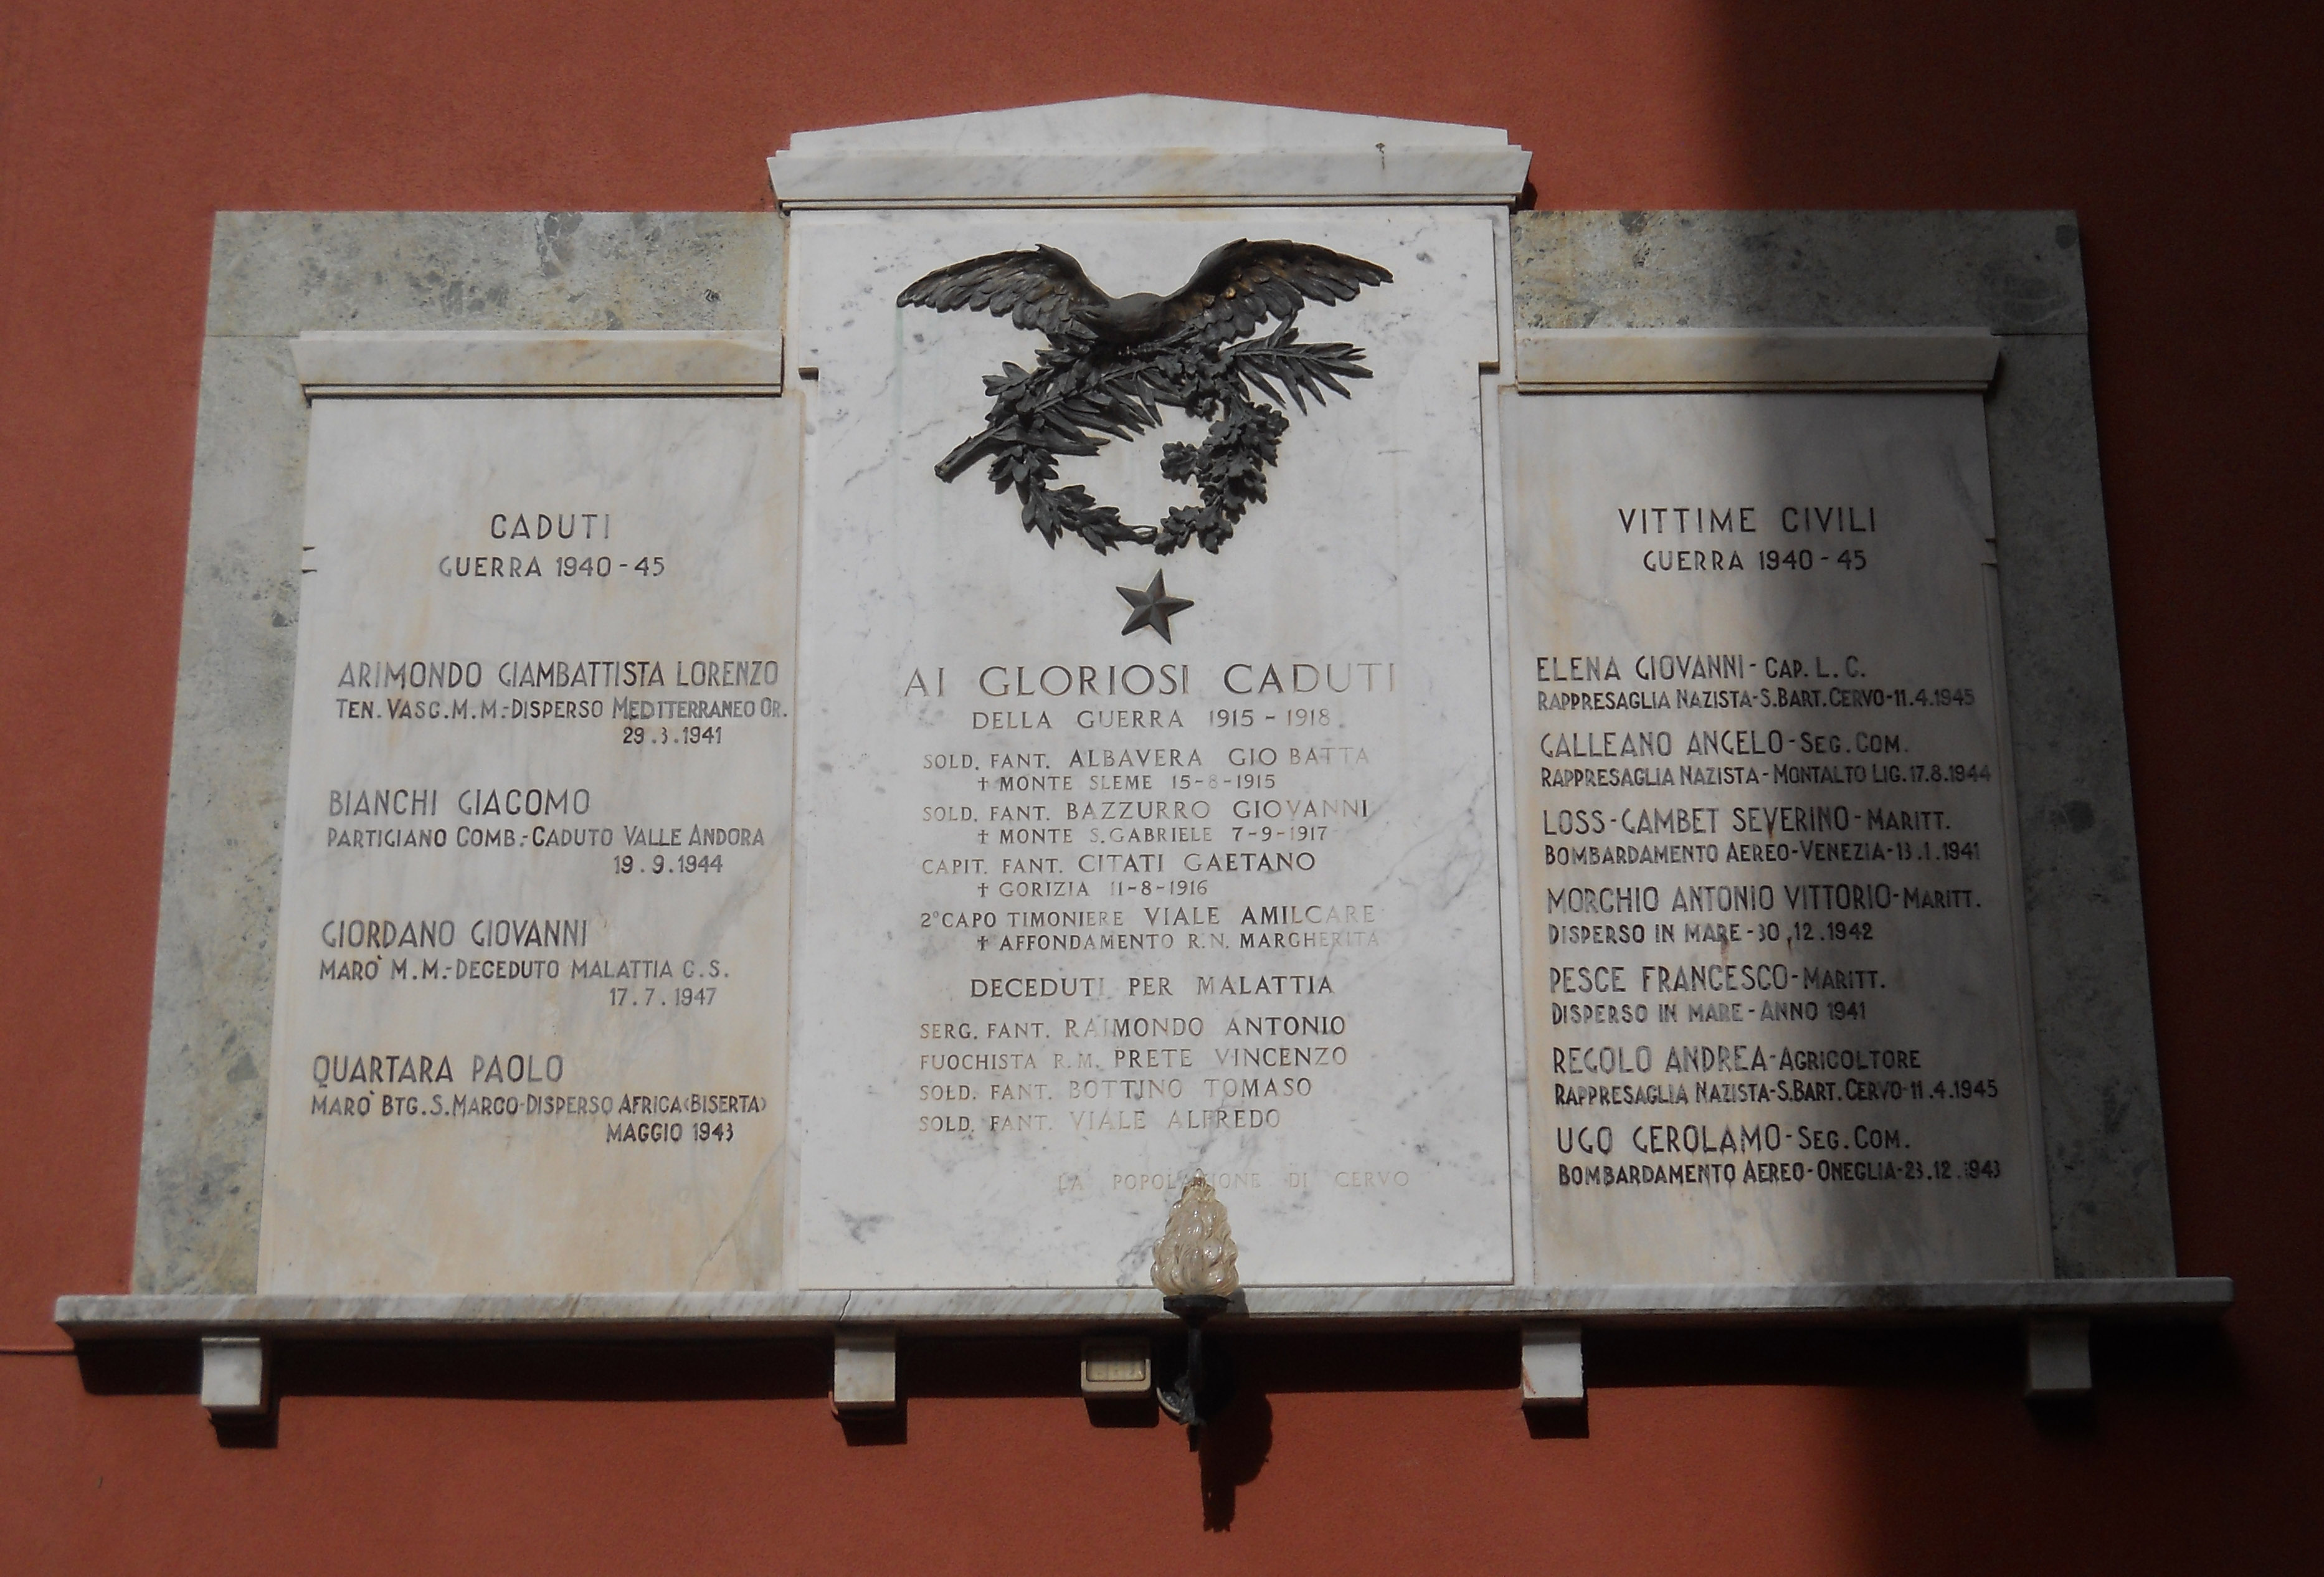 CADUTI
GUERRA 1940-45
ARIMONDO GIAMBATTISTA LORENZO
TEN. VASC. M.M.-DISPERSO MEDITERRANEO OR.
29.3.1941
BIANCHI GIACOMO
PARTIGIANO COMB.-CADUTO VALLE ANDORA
19.9.1944
GIORDANO GIOVANNI
MARO' M.M.-DECEDUTO MALATTIA C.S.
17.7.1947
QUARTARA PAOLO
MARO' BTG.S.MARCO-DISPERSO AFRICA (BISERTA)
MAGGIO 1943
AI GLORIOSI CADUTI
DELLA GUERRA 1915-1918
SOLD. FANT. ALBAVERA GIO BATTA
† MONTE SLEME 15-8-1915
SOLD. FANT. BAZZURRO GIOVANNI
† MONTE S. GABRIELE 7-9-1917
CAPIT. FANT. CITATI GAETANO
† GORIZIA 11-8-1916
2° CAPO TIMONIERE VIALE AMILCARE
† AFFONDAMENTO R.N. MARGHERITA
DECEDUTI PER MALATTIA
SERG. FANT. RAIMONDO ANTONIO
FUOCHISTA R.M. PRETE VINCENZO
SOLD. FANT. BOTTINO TOMASO
SOLD. FANT. VIALE ALFREDO
LA POPOLAZIONE DI CERVO
VITTIME CIVILI
GUERRA 1940-45
ELENA GIOVANNI-CAP. L.C.
RAPPRESAGLIA NAZISTA-S.BART. CERVO-11.4.1945
GALLEANO ANGELO-SEG. COM.
RAPPRESAGLIA NAZISTA-MONTALTO LIG. 17.8.1944
LOSS-GAMBET SEVERINO-MARITT.
BOMBARDAMENTO AEREO-VENEZIA-13.1.1941
MORCHIO ANTONIO VITTORIO-MARITT.
DISPERSO IN MARE-30.12.1942
PESCE FRANCESCO-MARITT.
DISPERSO IN MARE-ANNO 1941
REGOLO ANDREA-AGRICOLTORE
RAPPRESAGLIA NAZISTA-S.BART. CERVO-11.4.1945
UGO GEROLAMO-SEG. COM.
BOMBARDAMENTO AEREO-ONEGLIA-23.12.1943